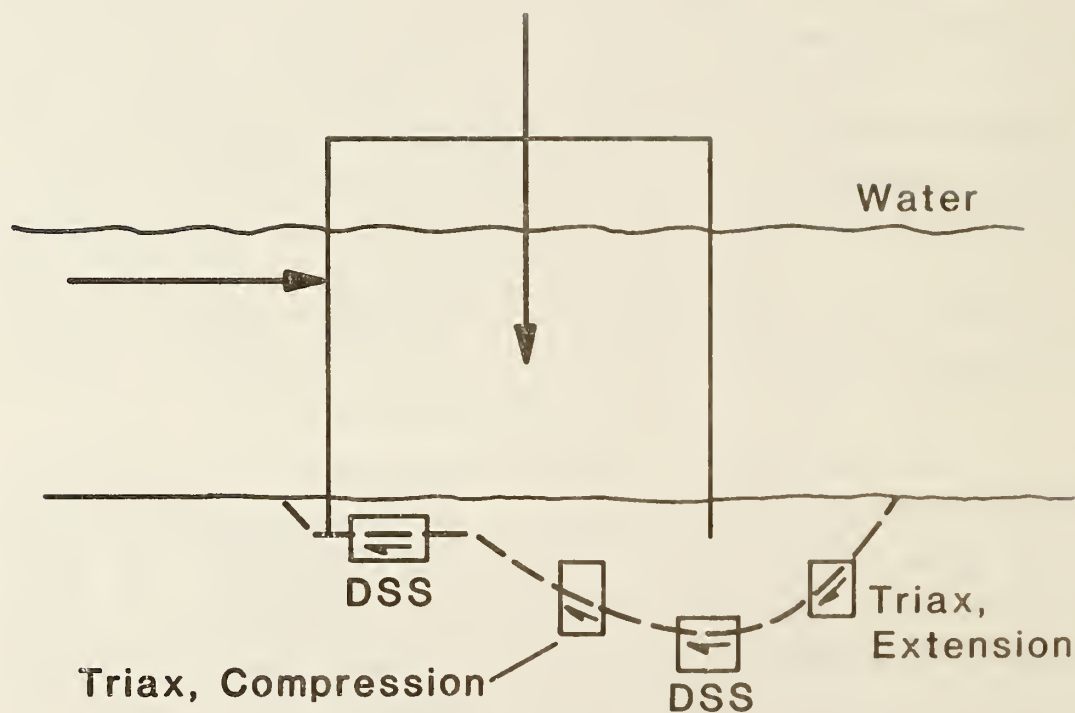 Water
DSS
Triax,
Extension
Triax, Compression
DSS